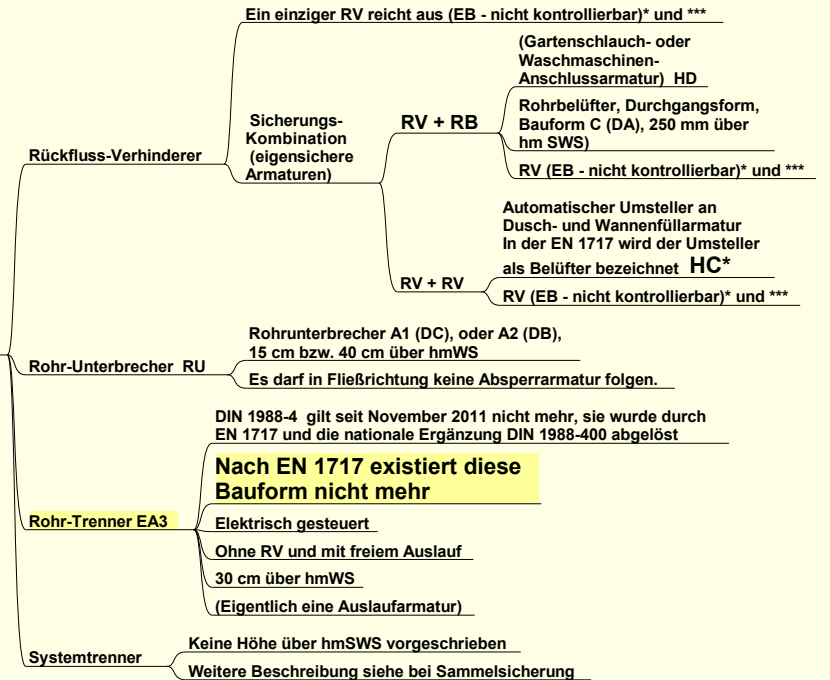 Ein einziger RV reicht aus (EB - nicht kontrollierbar)* und ***
(Gartenschlauch- oder
Waschmaschinen-
Anschlussarmatur)  HD
Rohrbelüfter, Durchgangsform,
Bauform C (DA), 250 mm über
hm SWS)
RV (EB - nicht kontrollierbar)* und ***
RV + RB
Sicherungs-
Kombination
(eigensichere
Armaturen)
Rückfluss-Verhinderer
Automatischer Umsteller an
Dusch- und Wannenfüllarmatur
In der EN 1717 wird der Umsteller
als Belüfter bezeichnet  HC*
RV + RV
RV (EB - nicht kontrollierbar)* und ***
Rohrunterbrecher A1 (DC), oder A2 (DB),
15 cm bzw. 40 cm über hmWS
Rohr-Unterbrecher  RU
Es darf in Fließrichtung keine Absperrarmatur folgen.
DIN 1988-4  gilt seit November 2011 nicht mehr, sie wurde durch
EN 1717 und die nationale Ergänzung DIN 1988-400 abgelöst
Nach EN 1717 existiert diese
Bauform nicht mehr
Rohr-Trenner EA3
Elektrisch gesteuert
Ohne RV und mit freiem Auslauf
30 cm über hmWS
(Eigentlich eine Auslaufarmatur)
Keine Höhe über hmSWS vorgeschrieben
Systemtrenner
Weitere Beschreibung siehe bei Sammelsicherung